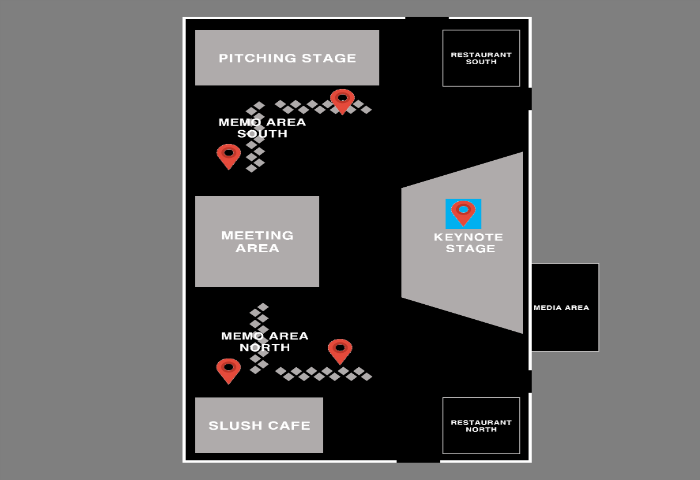 PITCHING STAGE
RESTAURANT
SOUTH
MEMO AREA
SOUTH
MEETING
AREA
KEYNOTE
STAGE
MEDIA AREA
MEMO AREA
NORTH
SLUSH CAFE
RESTAURANT
NORTH